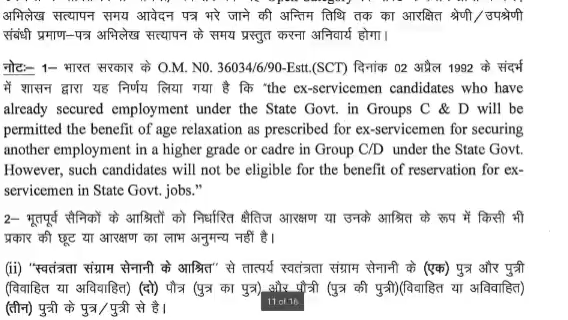 अभिलेख सत्यापन समय आवेदन पत्र भरे जाने की अन्तिम तिथि तक का आरक्षित श्रेणी/उपश्रेणी
संबंधी प्रमाण–पत्र अभिलेख सत्यापन के समय प्रस्तुत करना अनिवार्य होगा।
नोटः– 1– भारत सरकार के O.M. N0. 36034/6/90-Estt.(SCT) दिनांक 02 अप्रैल 1992 के संदर्भ
में शासन द्वारा यह निर्णय लिया गया है कि "the ex-servicemen candidates who have
already secured employment under the State Govt. in Groups C & D will be
permitted the benefit of age relaxation as prescribed for ex-servicemen for securing
another employment in a higher grade or cadre in Group C/D under the State Govt.
However, such candidates will not be eligible for the benefit of reservation for ex-
servicemen in State Govt. jobs."
2– भूतपूर्व सैनिकों के आश्रितों को निर्धारित क्षैतिज आरक्षण या उनके आश्रित के रूप में किसी भी
प्रकार की छूट या आरक्षण का लाभ अनुमन्य नहीं है।
(ii) "स्वतंत्रता संग्राम सेनानी के आश्रित" से तात्पर्य स्वतंत्रता संग्राम सेनानी के (एक) पुत्र और पुत्री
(विवाहित या अविवाहित) (दो) पौत्र (पुत्र का पुत्र) और पौत्री (पुत्र की पुत्री)(विवाहित या अविवाहित)
11 of 16
(तीन) पुत्री के पुत्र/पुत्री से है।